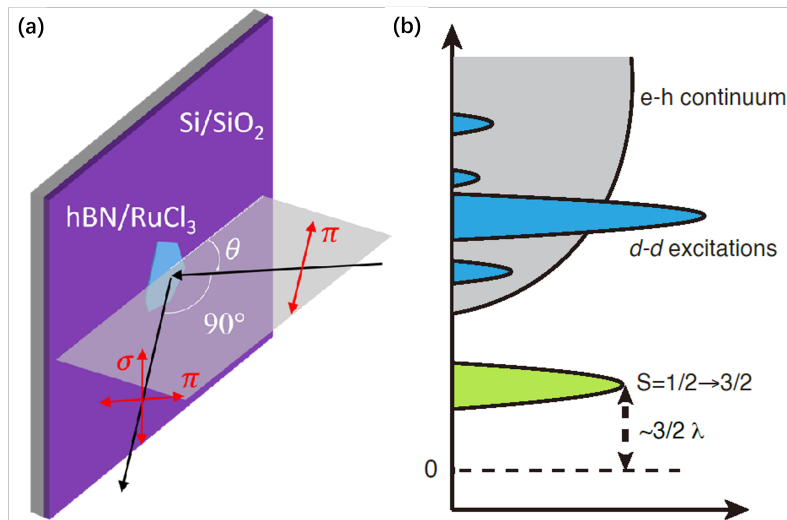 (a)
Si/SiO₂
hBN/RuCl₃
θ
π
90°
σ
π
(b)
e-h continuum
d-d excitations
S=1/2→3/2
~3/2 λ
0